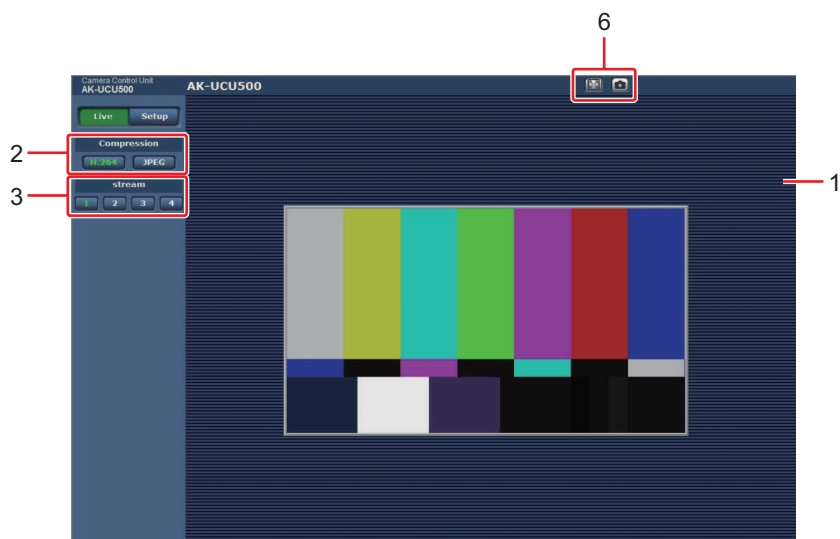 6
Camera Control Unit
AK-UCU500
AK-UCU500
Live Setup
2
Compression
H.264 JPEG
1
3
stream
1 2 3 4